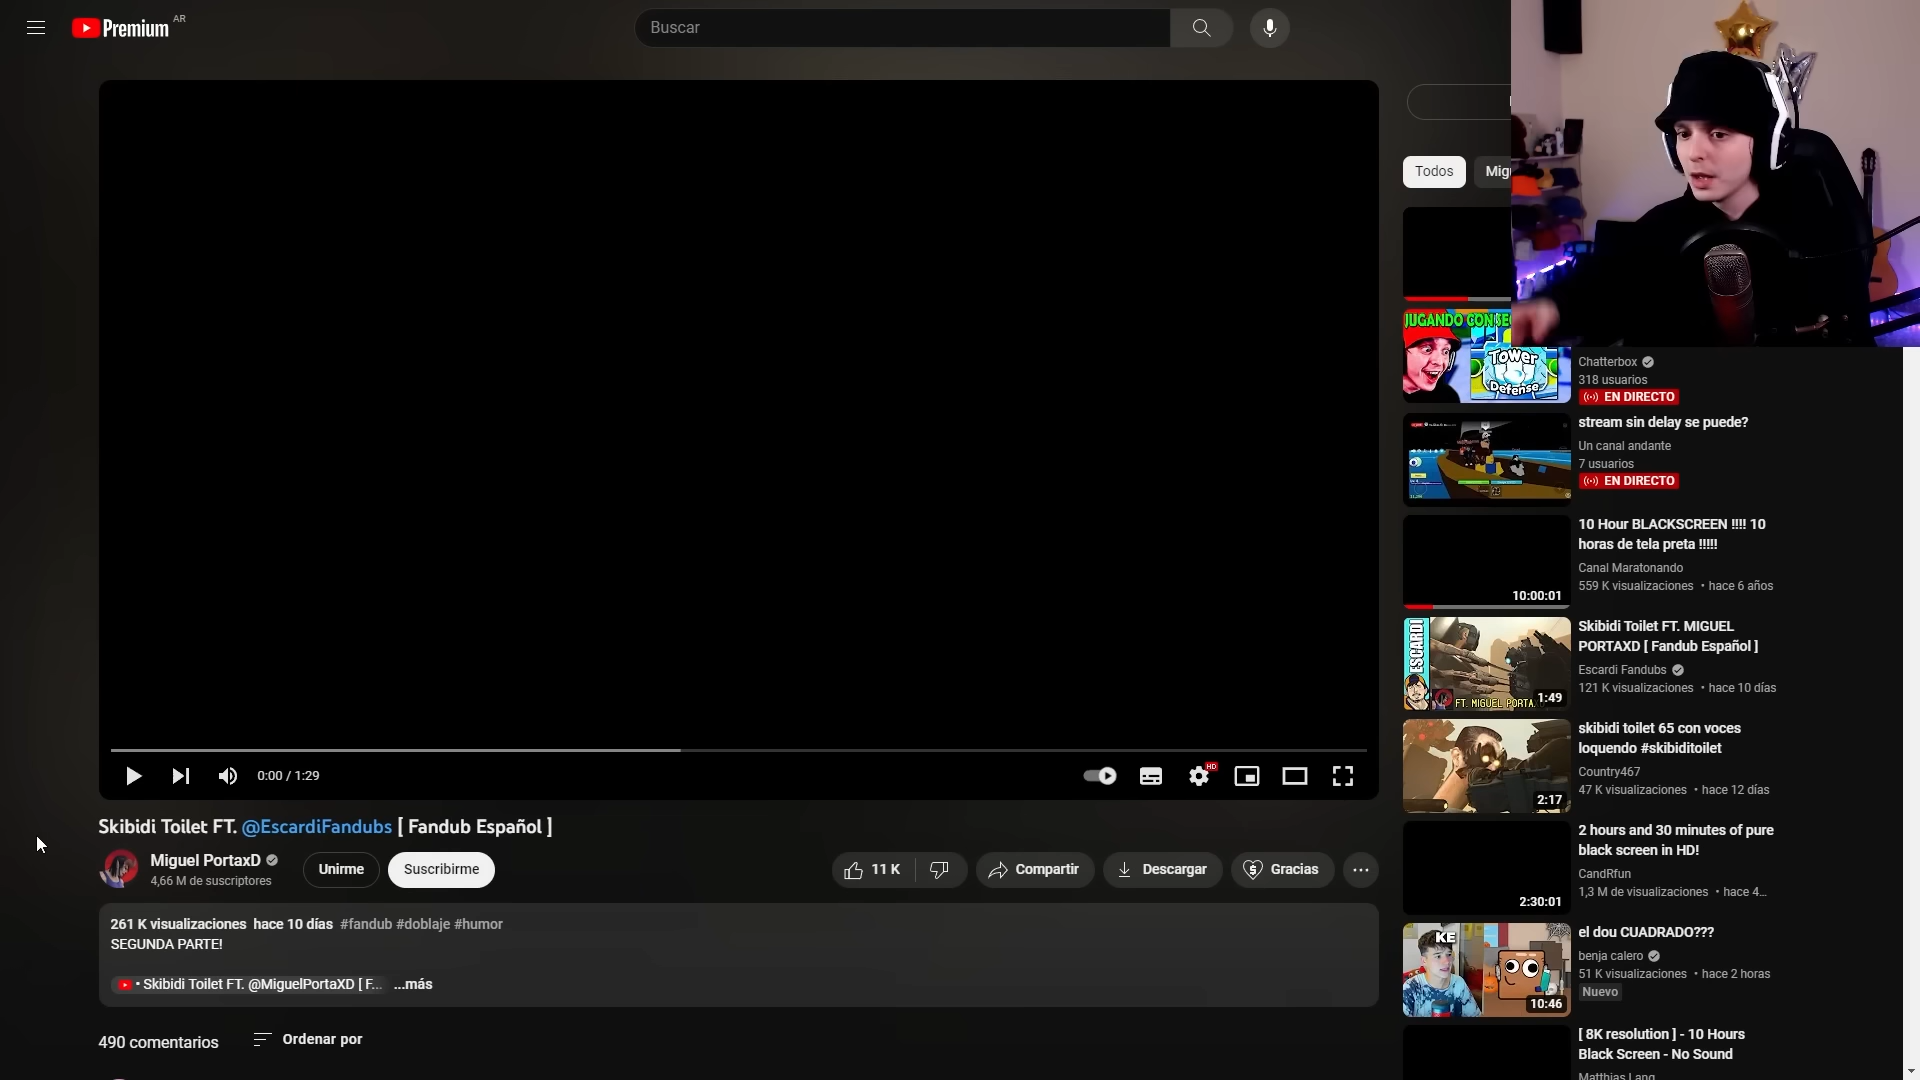 Premium AR
Buscar
Todos
JUGANDO CON
Tower
Defense
Chatterbox
318 usuarios
EN DIRECTO
stream sin delay se puede?
Un canal andante
7 usuarios
EN DIRECTO
10 Hour BLACKSCREEN !!!! 10
horas de tela preta !!!!!
Canal Maratonando
559 K visualizaciones • hace 6 años
10:00:01
Skibidi Toilet FT. MIGUEL
PORTAXD [ Fandub Español ]
Escardi Fandubs
121 K visualizaciones • hace 10 días
ESCARDI
FT. MIGUEL PORTA
1:49
skibidi toilet 65 con voces
loquendo #skibiditoilet
Country467
47 K visualizaciones • hace 12 días
2:17
2 hours and 30 minutes of pure
black screen in HD!
CandRfun
1,3 M de visualizaciones • hace 4...
2:30:01
el dou CUADRADO???
benja calero
51 K visualizaciones • hace 2 horas
Nuevo
KE
10:46
[ 8K resolution ] - 10 Hours
Black Screen - No Sound
Matthias Lang
0:00 / 1:29
HD
Skibidi Toilet FT. @EscardiFandubs [ Fandub Español ]
Miguel PortaxD
4,66 M de suscriptores
Unirme
Suscribirme
11 K
Compartir
Descargar
Gracias
261 K visualizaciones hace 10 días #fandub #doblaje #humor
SEGUNDA PARTE!
• Skibidi Toilet FT. @MiguelPortaXD [ F... ...más
490 comentarios
Ordenar por